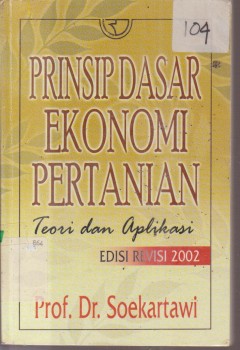 104
PRINSIP DASAR
EKONOMI
PERTANIAN
Teori dan Aplikasi
EDISI REVISI 2002
Prof. Dr. Soekartawi